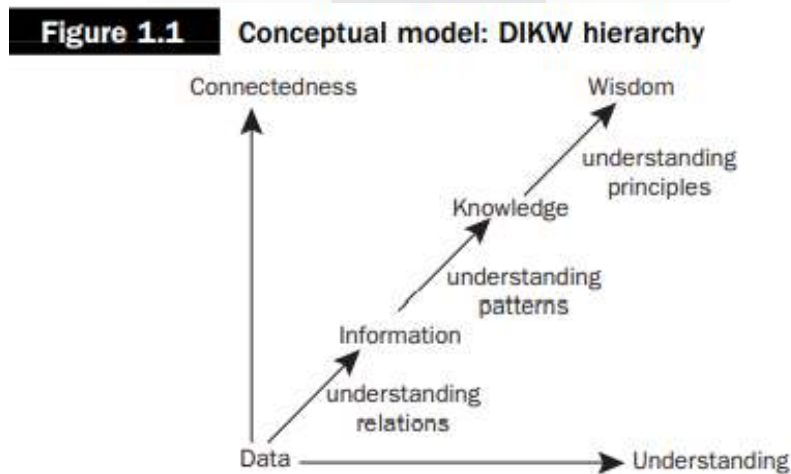 Figure 1.1 Conceptual model: DIKW hierarchy
Connectedness
Wisdom
understanding
principles
Knowledge
understanding
patterns
Information
understanding
relations
Data
Understanding